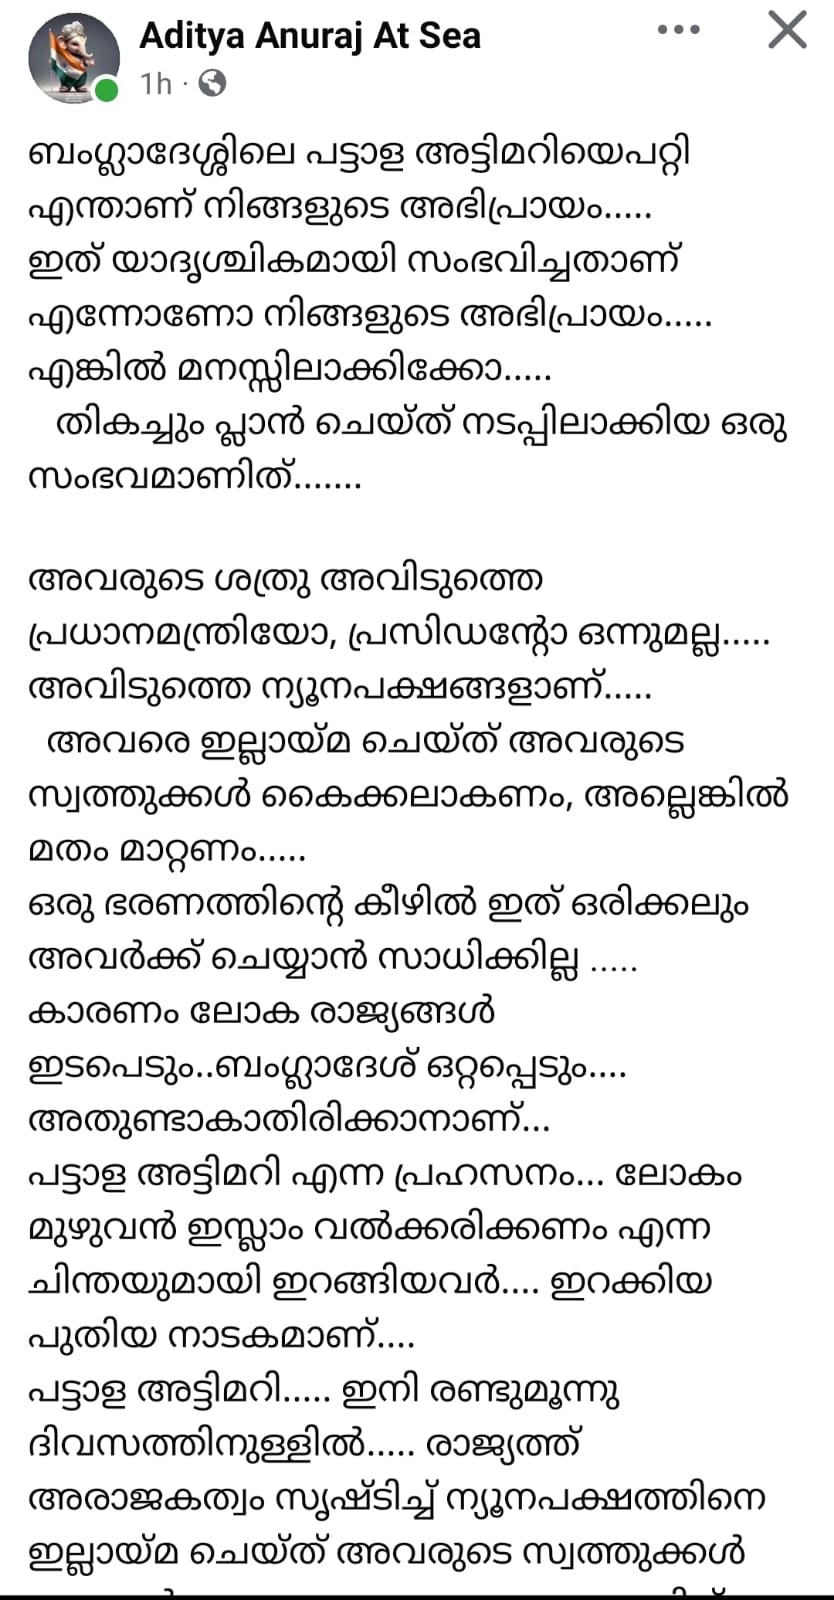 Aditya Anuraj At Sea
1h ·
ബംഗ്ലാദേശ്ശിലെ പട്ടാള അട്ടിമറിയെപറ്റി
എന്താണ് നിങ്ങളുടെ അഭിപ്രായം.....
ഇത് യാദൃശ്ചികമായി സംഭവിച്ചതാണ്
എന്നോണോ നിങ്ങളുടെ അഭിപ്രായം.....
എങ്കിൽ മനസ്സിലാക്കിക്കോ.....
തികച്ചും പ്ലാൻ ചെയ്ത് നടപ്പിലാക്കിയ ഒരു
സംഭവമാണിത്.......
അവരുടെ ശത്രു അവിടുത്തെ
പ്രധാനമന്ത്രിയോ, പ്രസിഡന്റോ ഒന്നുമല്ല.....
അവിടുത്തെ ന്യൂനപക്ഷങ്ങളാണ്.....
അവരെ ഇല്ലായ്മ ചെയ്ത് അവരുടെ
സ്വത്തുക്കൾ കൈക്കലാകണം, അല്ലെങ്കിൽ
മതം മാറ്റണം.....
ഒരു ഭരണത്തിന്റെ കീഴിൽ ഇത് ഒരിക്കലും
അവർക്ക് ചെയ്യാൻ സാധിക്കില്ല .....
കാരണം ലോക രാജ്യങ്ങൾ
ഇടപെടും..ബംഗ്ലാദേശ് ഒറ്റപ്പെടും....
അതുണ്ടാകാതിരിക്കാനാണ്...
പട്ടാള അട്ടിമറി എന്ന പ്രഹസനം... ലോകം
മുഴുവൻ ഇസ്ലാം വൽക്കരിക്കണം എന്ന
ചിന്തയുമായി ഇറങ്ങിയവർ.... ഇറക്കിയ
പുതിയ നാടകമാണ്....
പട്ടാള അട്ടിമറി..... ഇനി രണ്ടുമൂന്നു
ദിവസത്തിനുള്ളിൽ..... രാജ്യത്ത്
അരാജകത്വം സൃഷ്ടിച്ച് ന്യൂനപക്ഷത്തിനെ
ഇല്ലായ്മ ചെയ്ത് അവരുടെ സ്വത്തുക്കൾ